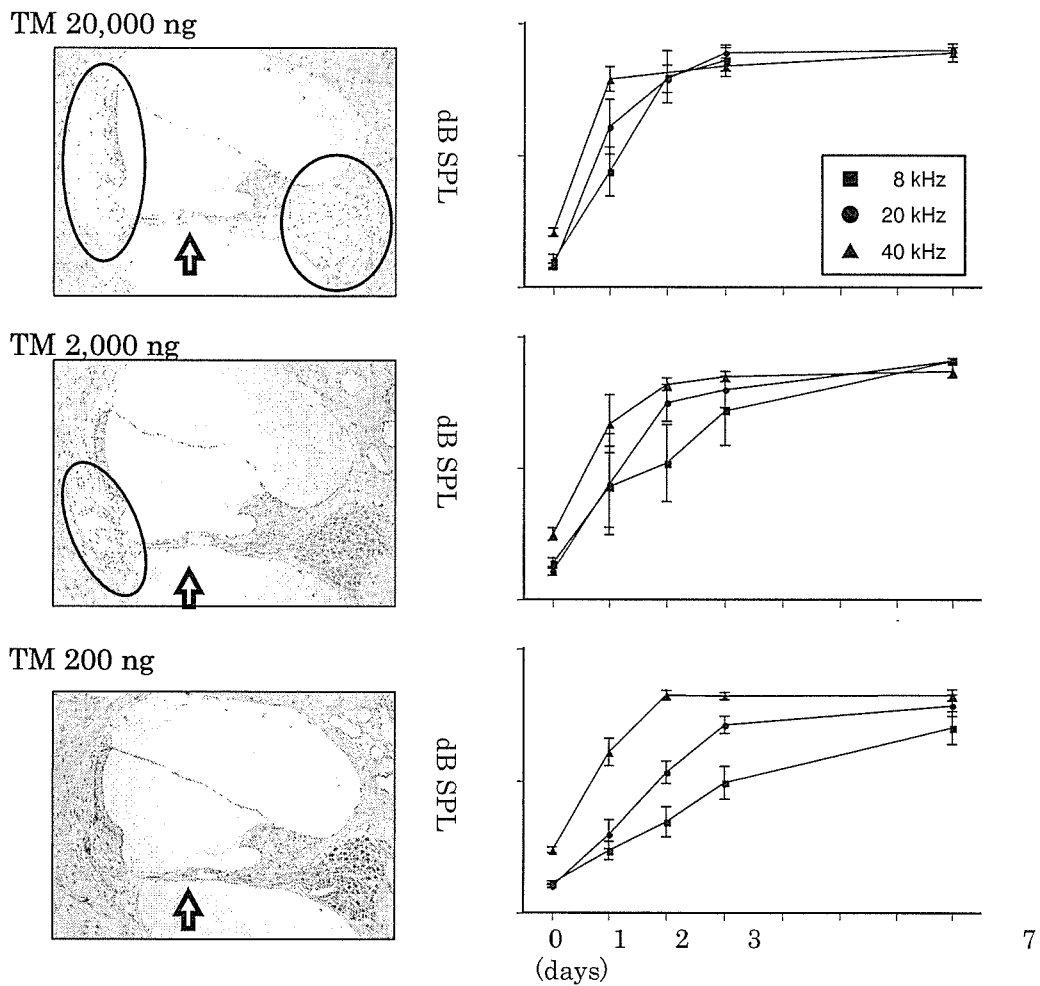 TM 20,000 ng
dB SPL
8 kHz
20 kHz
40 kHz
TM 2,000 ng
dB SPL
TM 200 ng
dB SPL
0 1 2 3 7
(days)